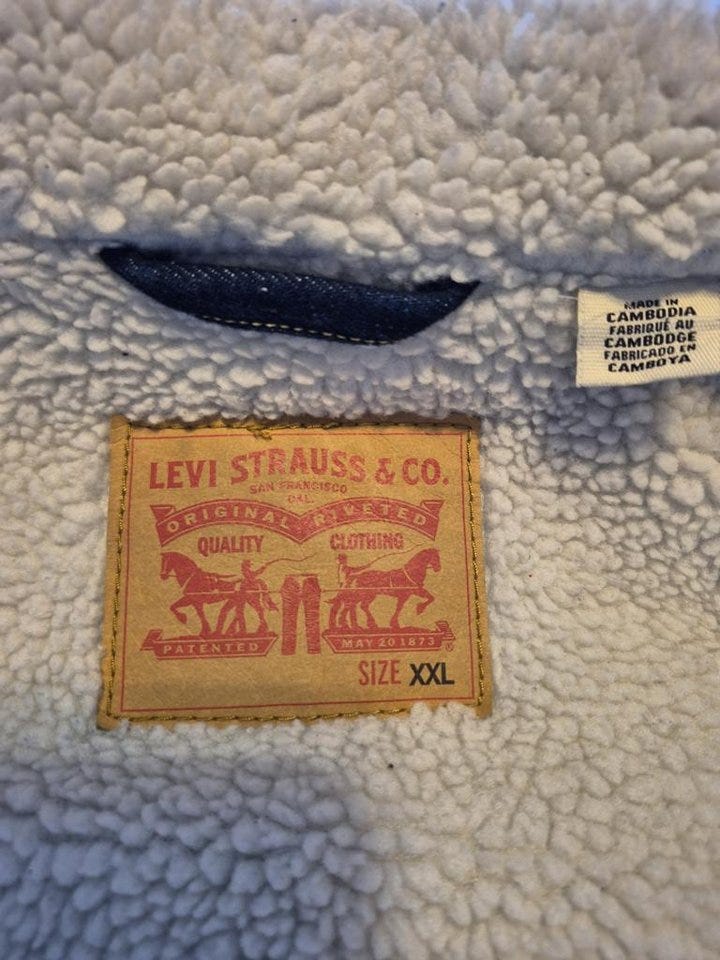 MADE IN
CAMBODIA
FABRIQUÉ AU
CAMBODGE
FABRICADO EN
CAMBOYA
LEVI STRAUSS & CO.
SAN FRANCISCO
CAL
ORIGINAL RIVETED
QUALITY CLOTHING
PATENTED MAY 20 1873 ®
SIZE XXL